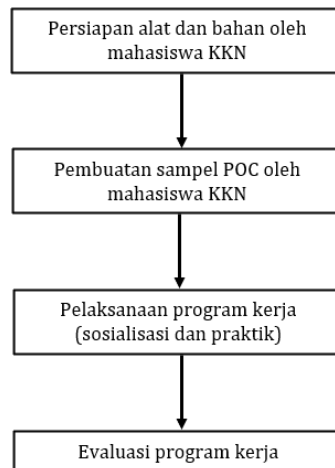 Persiapan alat dan bahan oleh
mahasiswa KKN
Pembuatan sampel POC oleh
mahasiswa KKN
Pelaksanaan program kerja
(sosialisasi dan praktik)
Evaluasi program kerja